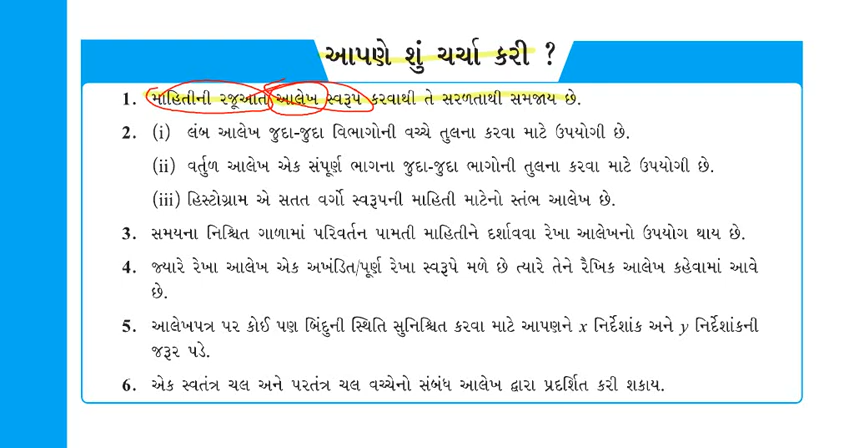 આપણે શું ચર્ચા કરી ?
1. માહિતીની રજૂઆત આલેખ સ્વરૂપ કરવાથી તે સરળતાથી સમજાય છે.
2. (i) લંબ આલેખ જુદા-જુદા વિભાગોની વચ્ચે તુલના કરવા માટે ઉપયોગી છે.
(ii) વર્તુળ આલેખ એક સંપૂર્ણ ભાગના જુદા-જુદા ભાગોની તુલના કરવા માટે ઉપયોગી છે.
(iii) હિસ્ટોગ્રામ એ સતત વર્ગો સ્વરૂપની માહિતી માટેનો સ્તંભ આલેખ છે.
3. સમયના નિશ્ચિત ગાળામાં પરિવર્તન પામતી માહિતીને દર્શાવવા રેખા આલેખનો ઉપયોગ થાય છે.
4. જ્યારે રેખા આલેખ એક અખંડિત/પૂર્ણ રેખા સ્વરૂપે મળે છે ત્યારે તેને રૈખિક આલેખ કહેવામાં આવે
છે.
5. આલેખપત્ર પર કોઈ પણ બિંદુની સ્થિતિ સુનિશ્ચિત કરવા માટે આપણને x નિર્દેશાંક અને y નિર્દેશાંકની
જરૂર પડે.
6. એક સ્વતંત્ર ચલ અને પરતંત્ર ચલ વચ્ચેનો સંબંધ આલેખ દ્વારા પ્રદર્શિત કરી શકાય.